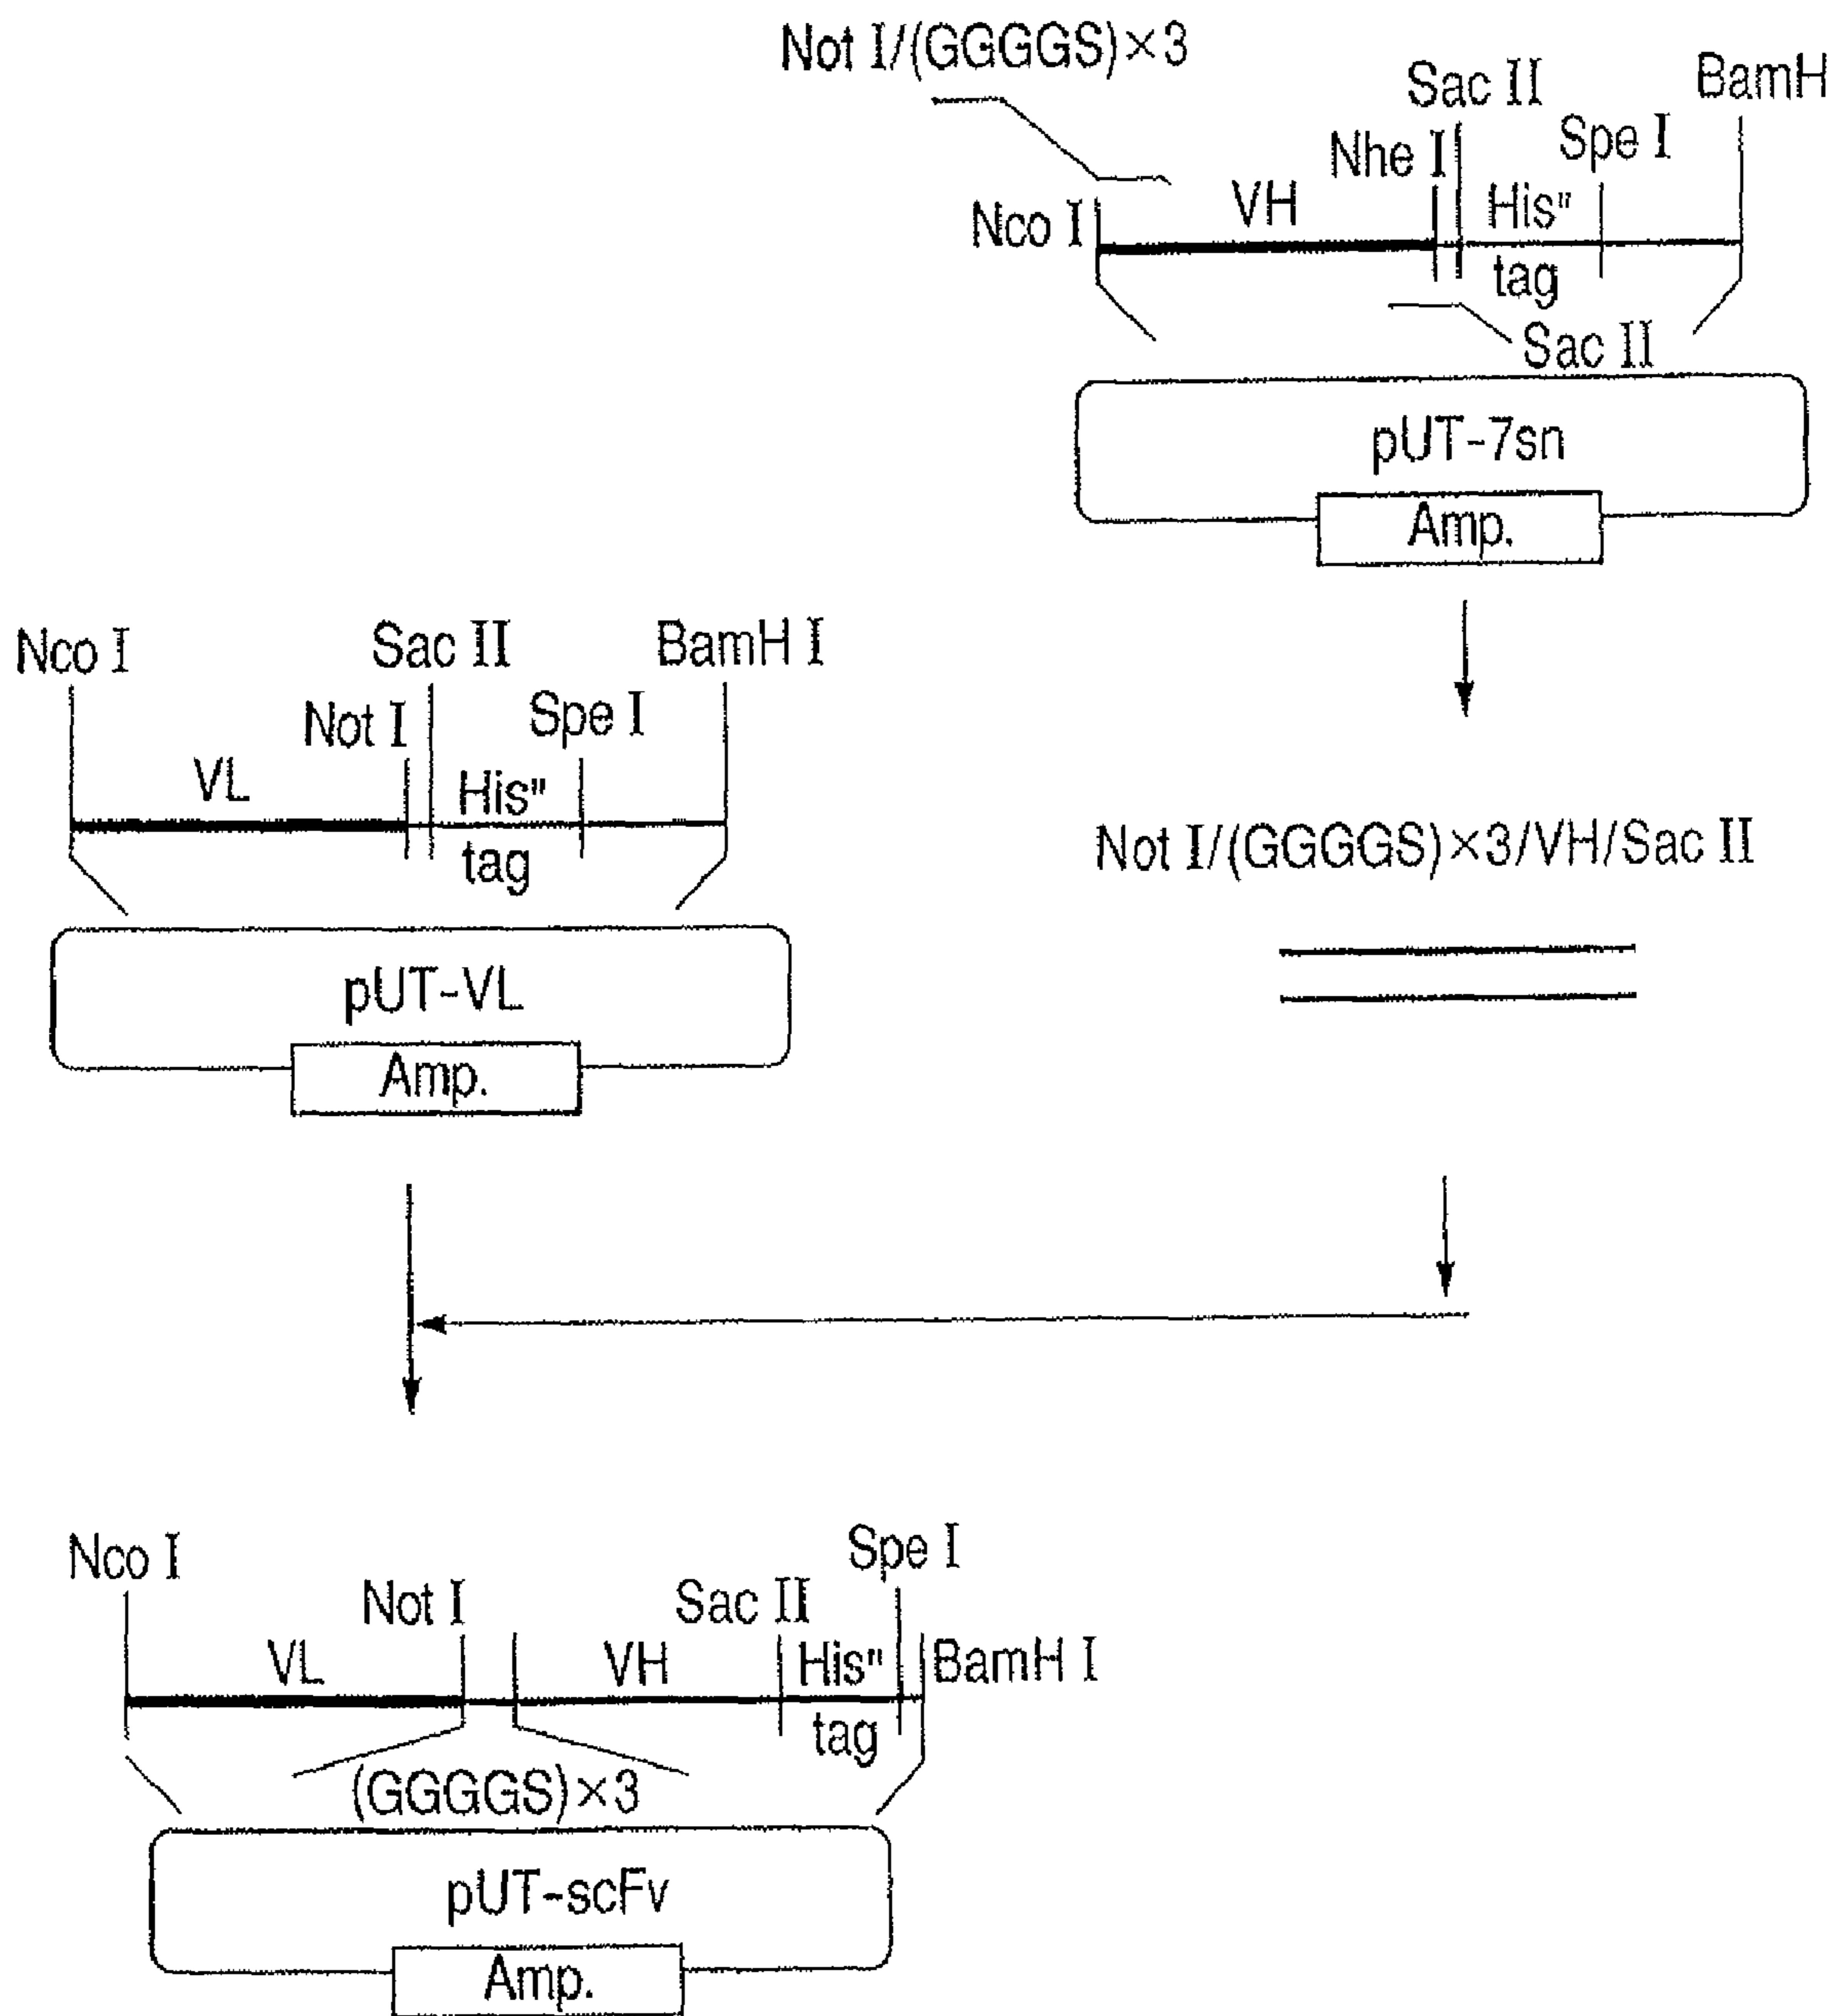 Not I/(GGGGS)×3
Sac II
BamH
Nhe I
Spe I
Nco I
VH
His"
tag
Sac II
pUT-7sn
Amp.
Nco I
Sac II
BamH I
Not I
Spe I
VL
His"
tag
Not I/(GGGGS)×3/VH/Sac II
pUT-VL
Amp.
Nco I
Not I
Sac II
Spe I
VL
VH
His"
BamH I
tag
(GGGGS)×3
pUT-scFv
Amp.